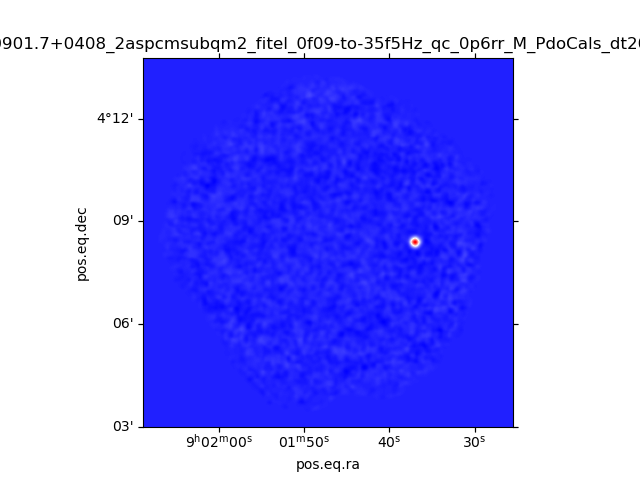 0901.7+0408_2aspcmsubqm2_fitel_0f09-to-35f5Hz_qc_0p6rr_M_PdoCals_dt20
4°12'
09'
06'
03'
pos.eq.dec
9ʰ02ᵐ00ˢ 01ᵐ50ˢ 40ˢ 30ˢ
pos.eq.ra